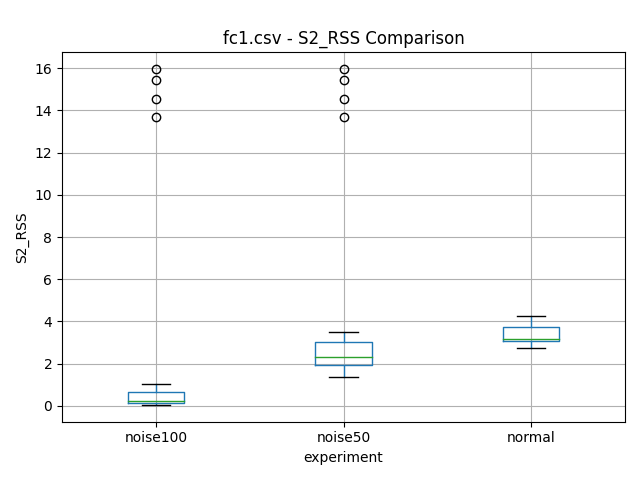 fc1.csv - S2_RSS Comparison
16
14
12
10
8
6
4
2
0
S2_RSS
noise100
noise50
normal
experiment